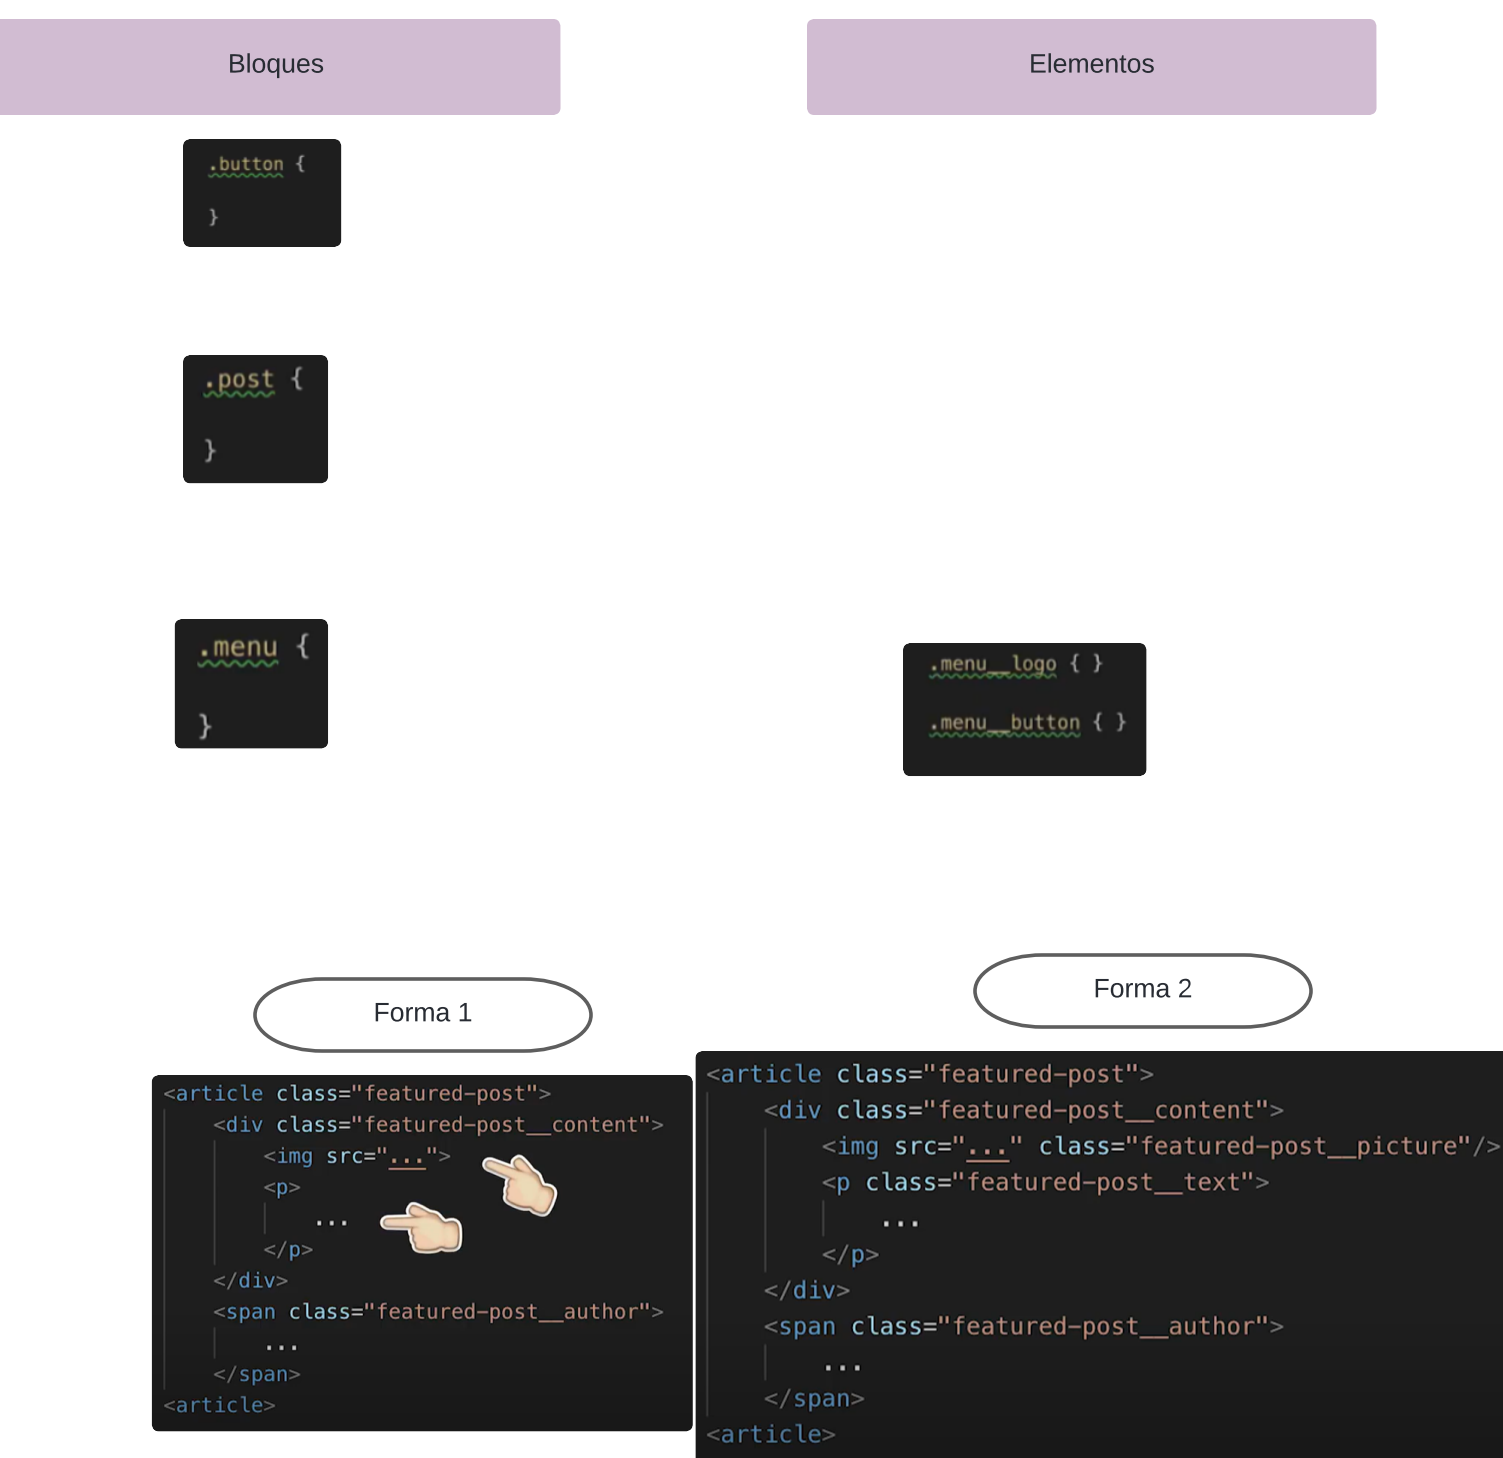 Bloques
Elementos
.button {
}
.post {
}
.menu {
}
.menu__logo { }
.menu__button { }
Forma 1
<article class="featured-post">
<div class="featured-post__content">
<img src="...">
<p>
...
</p>
</div>
<span class="featured-post__author">
...
</span>
<article>
Forma 2
<article class="featured-post">
<div class="featured-post__content">
<img src="..." class="featured-post__picture"/>
<p class="featured-post__text">
...
</p>
</div>
<span class="featured-post__author">
...
</span>
<article>